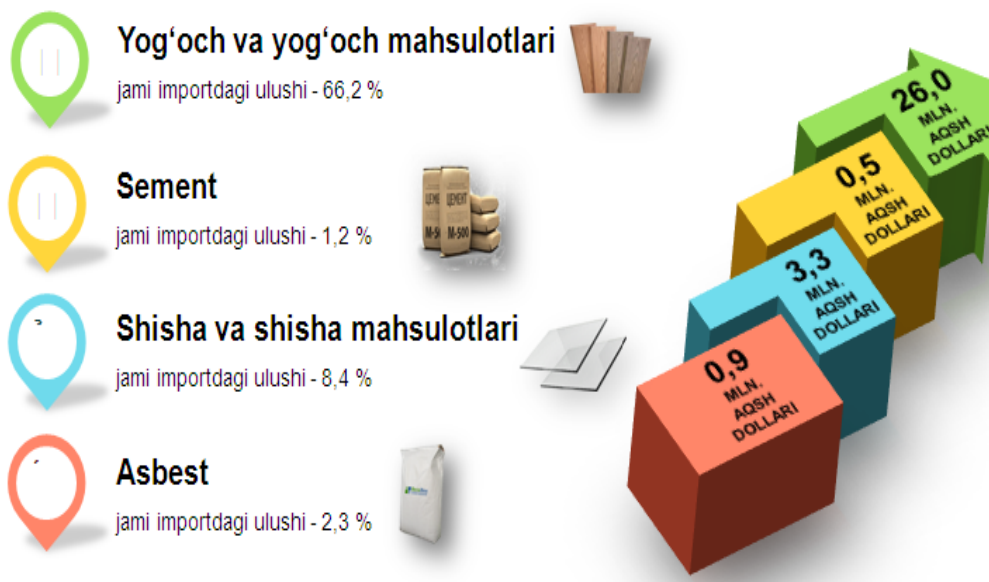 Yog‘och va yog‘och mahsulotlari
jami importdagi ulushi - 66,2 %
Sement
jami importdagi ulushi - 1,2 %
ЦЕМЕНТ
М-500
Shisha va shisha mahsulotlari
jami importdagi ulushi - 8,4 %
Asbest
jami importdagi ulushi - 2,3 %
26,0
MLN.
AQSH
DOLLARI
0,5
MLN.
AQSH
DOLLARI
3,3
MLN.
AQSH
DOLLARI
0,9
MLN.
AQSH
DOLLARI